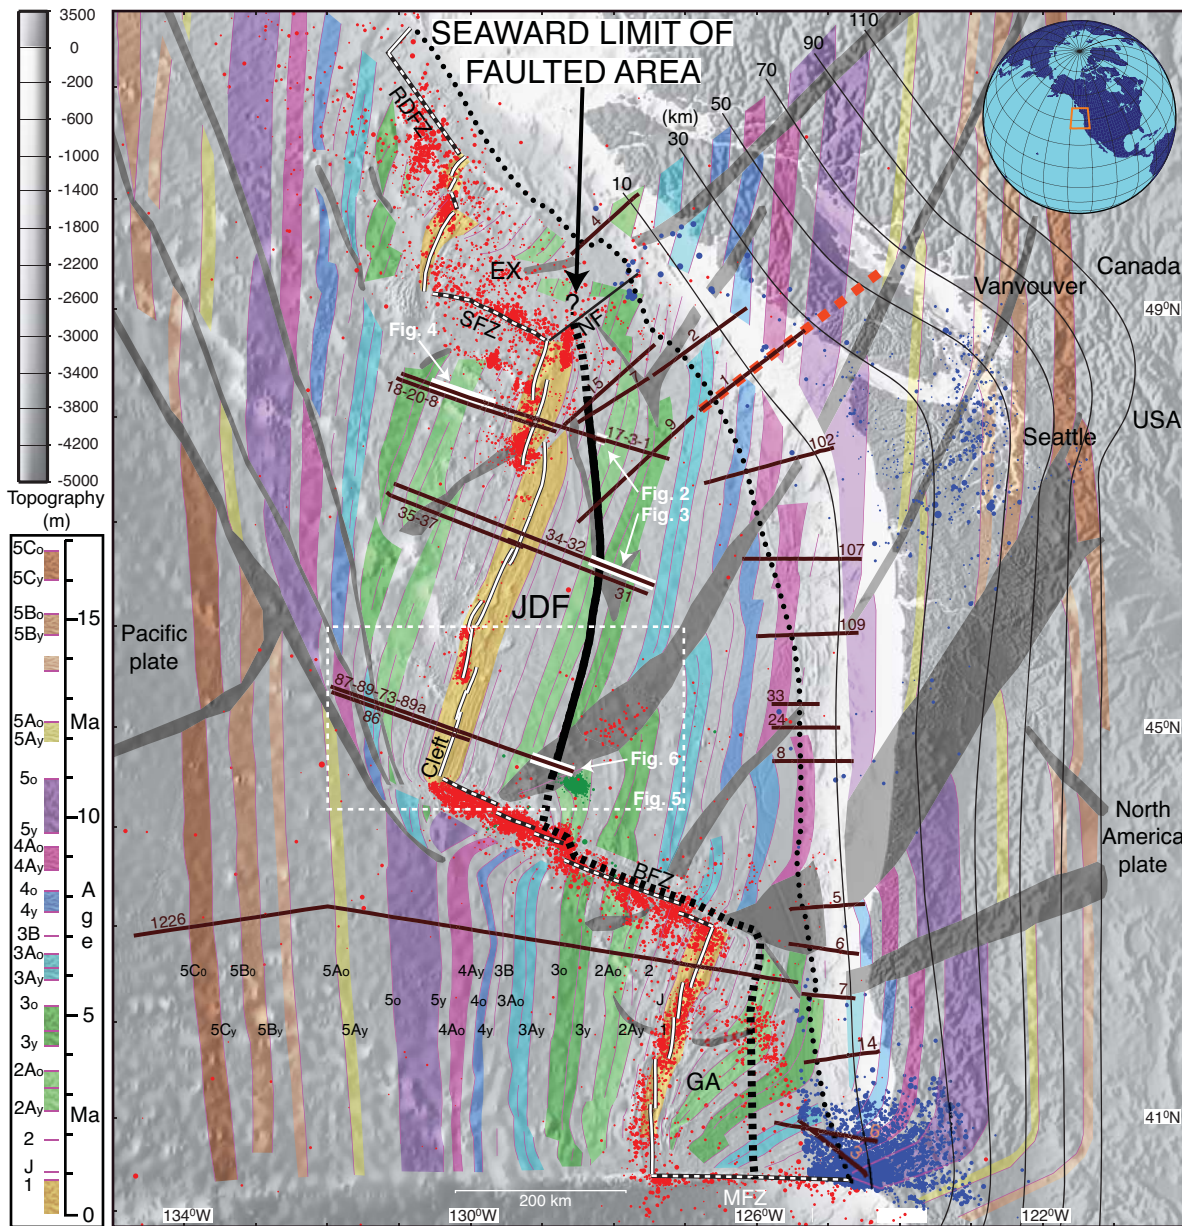 3500
0
-200
-600
-1000
-1400
-1800
-2200
-2600
-3000
-3400
-3800
-4200
-5000
Topography
(m)
SEAWARD LIMIT OF
FAULTED AREA
110
90
70
50
(km)
30
10
RDFZ
4
EX
?
SFZ
NF
Fig. 4
18-20-8
15
7
2
1
9
17-3-1
102
Canada
Vanvouver
49⁰N
USA
Seattle
Fig. 2
Fig. 3
35-37
34-32
31
107
JDF
109
Pacific
plate
87-89-73-89a
86
33
24
8
45⁰N
Cleft
Fig. 6
Fig. 5
North
America
plate
BFZ
5
6
7
14
1226
5Co
5Bo
5Ao
4Ay
3B
3o
2Ao
2
5o
5y
4o
3Ao
J
5Cy
5By
5Ay
4Ao
4y
3Ay
3y
2Ay
1
GA
41⁰N
MFZ
200 km
134⁰W
130⁰W
126⁰W
122⁰W
5Co
5Cy
5Bo
5By
15
5Ao
5Ay
Ma
5o
5y
10
4Ao
4Ay
4o
4y
A
g
e
3B
3Ao
3Ay
3o
3y
5
2Ao
2Ay
Ma
2
J
1
0